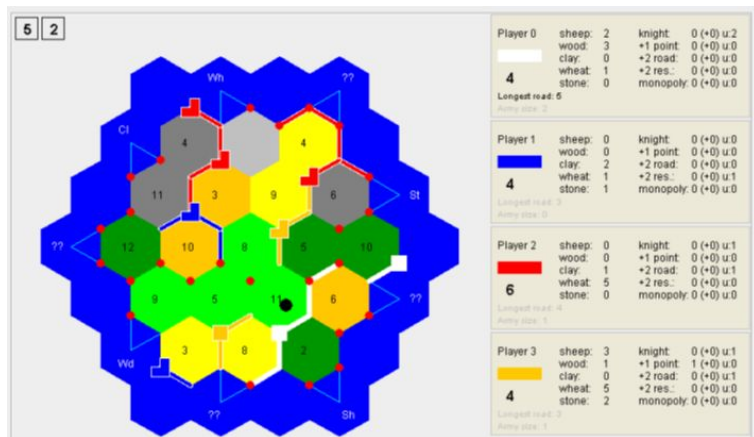 5 2
Wh ??
Cl
4 4
11 3 9 6 St
?? 12 10 8 5 10
9 5 11 6 ??
Wd 3 8 2
?? Sh
Player 0 sheep: 2 knight: 0 (+0) u:2
wood: 3 +1 point: 0 (+0) u:0
clay: 0 +2 road: 0 (+0) u:0
4 wheat: 1 +2 res.: 0 (+0) u:0
stone: 0 monopoly: 0 (+0) u:0
Longest road: 6
Army size: 2
Player 1 sheep: 0 knight: 0 (+0) u:0
wood: 0 +1 point: 0 (+0) u:0
clay: 2 +2 road: 0 (+0) u:0
4 wheat: 1 +2 res.: 0 (+0) u:1
stone: 1 monopoly: 0 (+0) u:0
Longest road: 3
Army size: 0
Player 2 sheep: 0 knight: 0 (+0) u:1
wood: 0 +1 point: 0 (+0) u:0
clay: 1 +2 road: 0 (+0) u:1
6 wheat: 5 +2 res.: 0 (+0) u:0
stone: 0 monopoly: 0 (+0) u:0
Longest road: 4
Army size: 1
Player 3 sheep: 3 knight: 0 (+0) u:1
wood: 0 +1 point: 1 (+0) u:0
clay: 0 +2 road: 0 (+0) u:1
4 wheat: 5 +2 res.: 0 (+0) u:0
stone: 2 monopoly: 0 (+0) u:0
Longest road:
Army size: 1